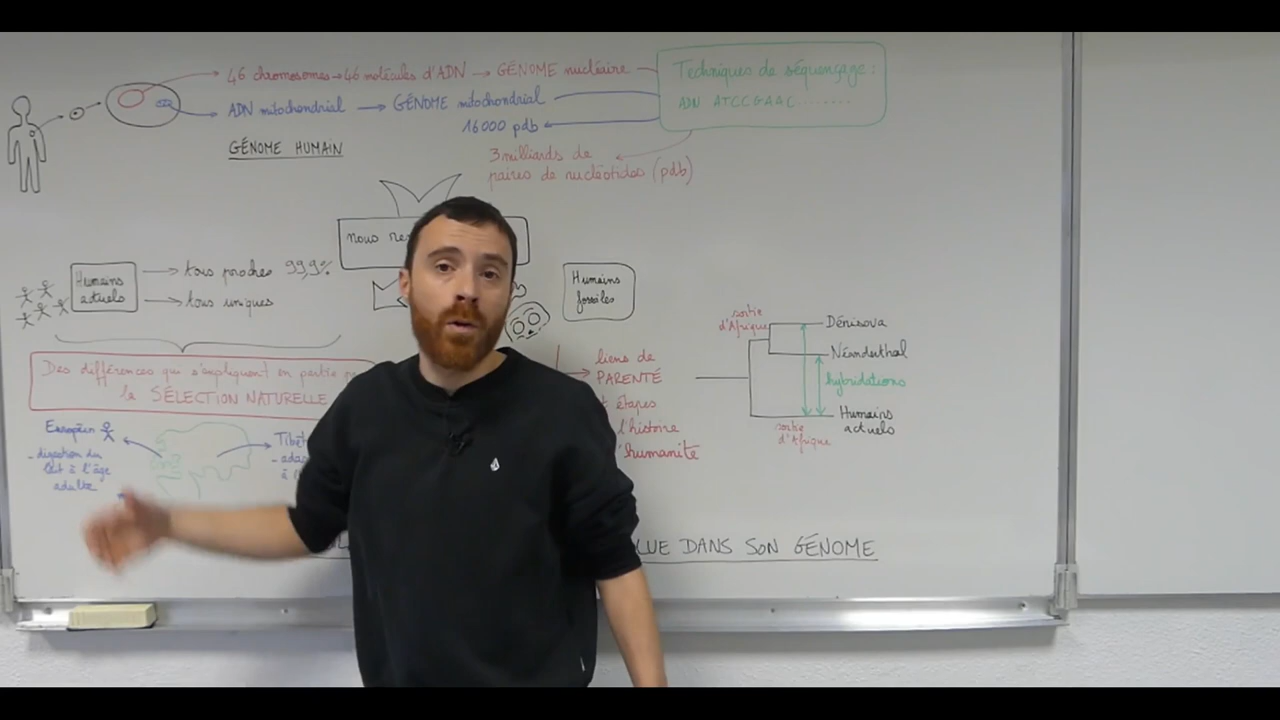 46 chromosomes → 46 molécules d'ADN → GÉNOME nucléaire
ADN mitochondrial → GÉNOME mitochondrial
16000 pdb
GÉNOME HUMAIN
3 milliards de
paires de nucléotides (pdb)
Techniques de séquençage :
ADN ATCCGAAC........
nous
Humains
actuels
tous proches 99,9%
tous uniques
Humains
fossiles
Des différences qui s'expliquent en partie
la SÉLECTION NATURELLE
Européen
- digestion du
lait à l'âge
adulte
liens de
PARENTÉ
étapes
l'histoire
'humanité
sortie
d'Afrique
Dénisova
Néanderthal
hybridations
Humains
actuels
sortie
d'Afrique
DANS SON GÉNOME